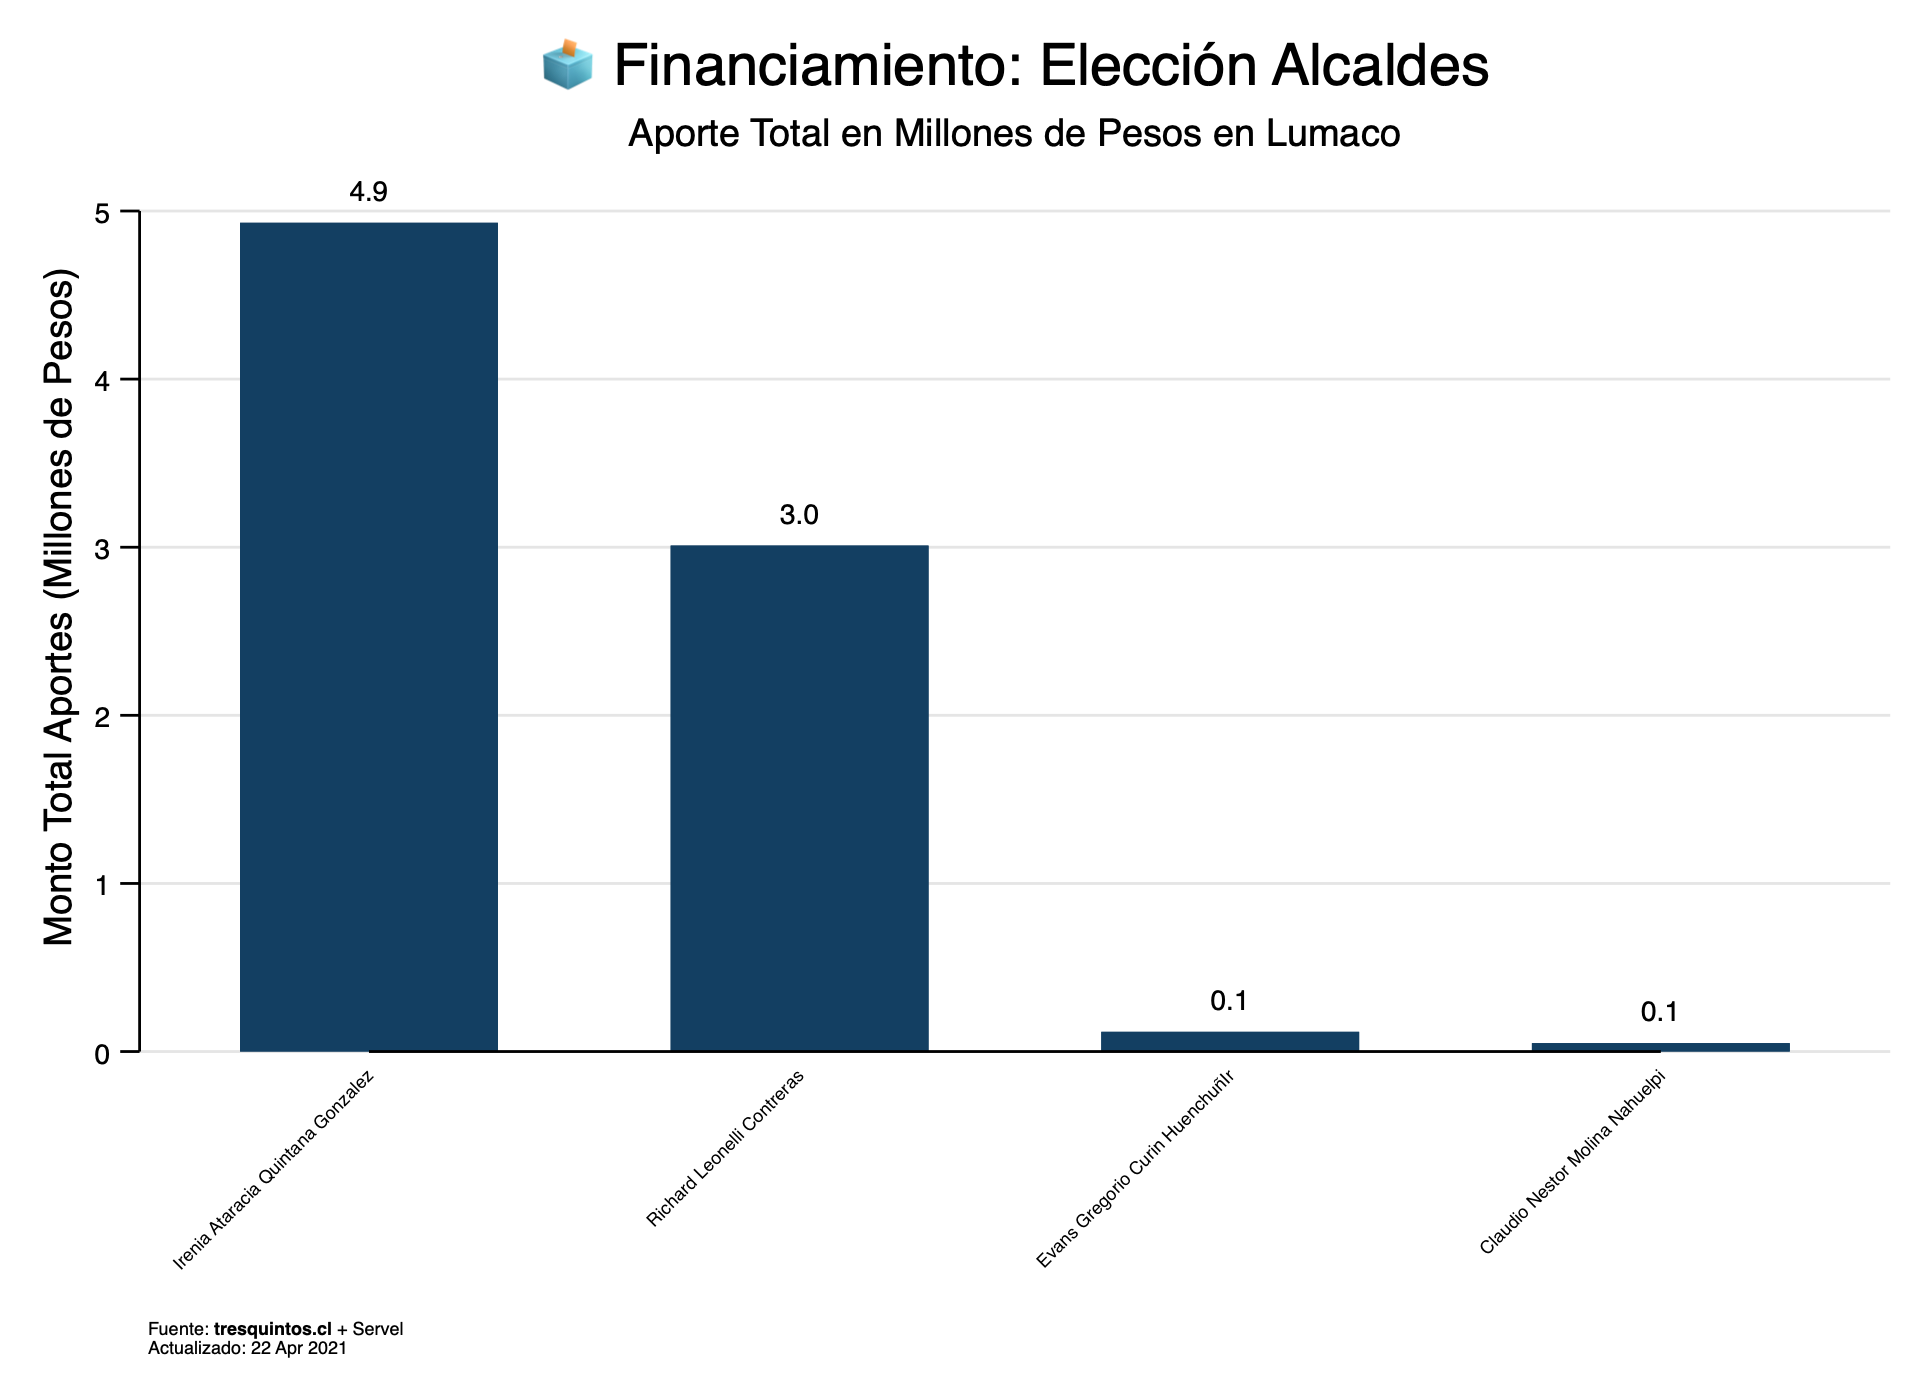 Financiamiento: Elección Alcaldes
Aporte Total en Millones de Pesos en Lumaco
Monto Total Aportes (Millones de Pesos)
5
4
3
2
1
0
4.9
3.0
0.1
0.1
Irenia Ataracia Quintana Gonzalez
Richard Leonelli Contreras
Evans Gregorio Curin HuenchuñIr
Claudio Nestor Molina Nahuelpi
Fuente: tresquintos.cl + Servel
Actualizado: 22 Apr 2021